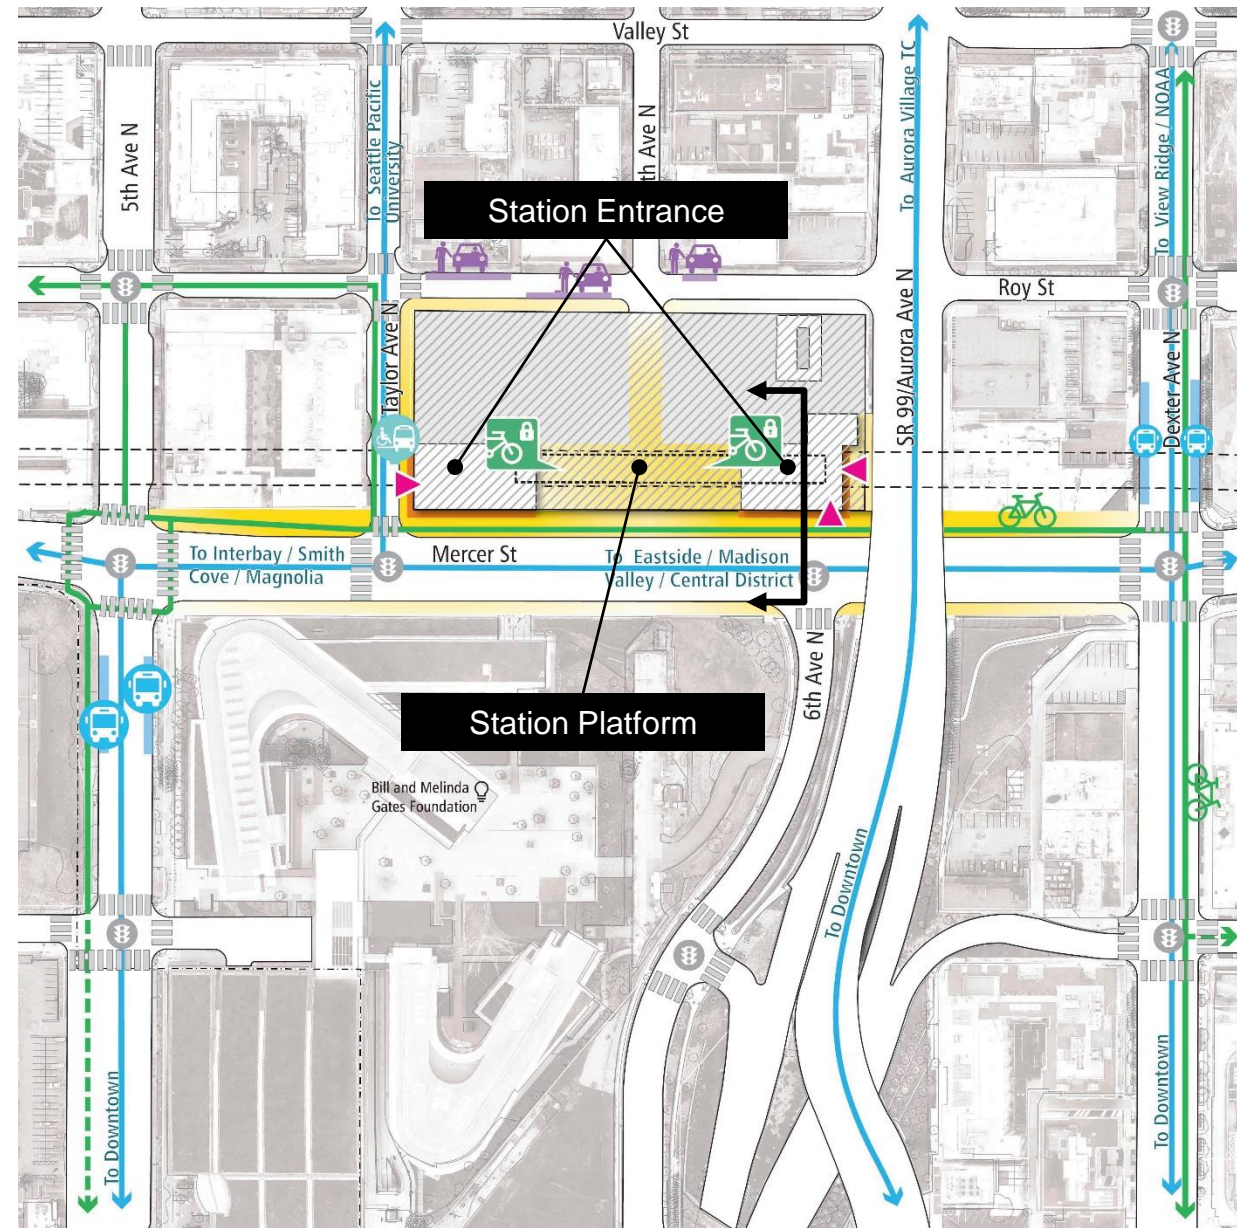 Valley St
5th Ave N
To Seattle Pacific
University
th Ave N
To Aurora Village TC
To View Ridge / NOAA
Station Entrance
Roy St
Taylor Ave N
SR 99/Aurora Ave N
Dexter Ave N
To Interbay / Smith
Cove / Magnolia
Mercer St
To Eastside / Madison
Valley / Central District
6th Ave N
Station Platform
Bill and Melinda
Gates Foundation
To Downtown
To Downtown
To Downtown